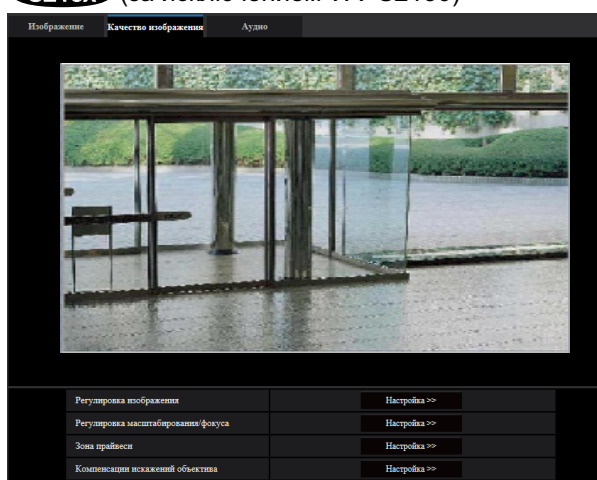 Изображение Качество изображения Аудио
Регулировка изображения Настройка >>
Регулировка масштабирования/фокуса Настройка >>
Зона прайвеси Настройка >>
Компенсации искажений объектива Настройка >>